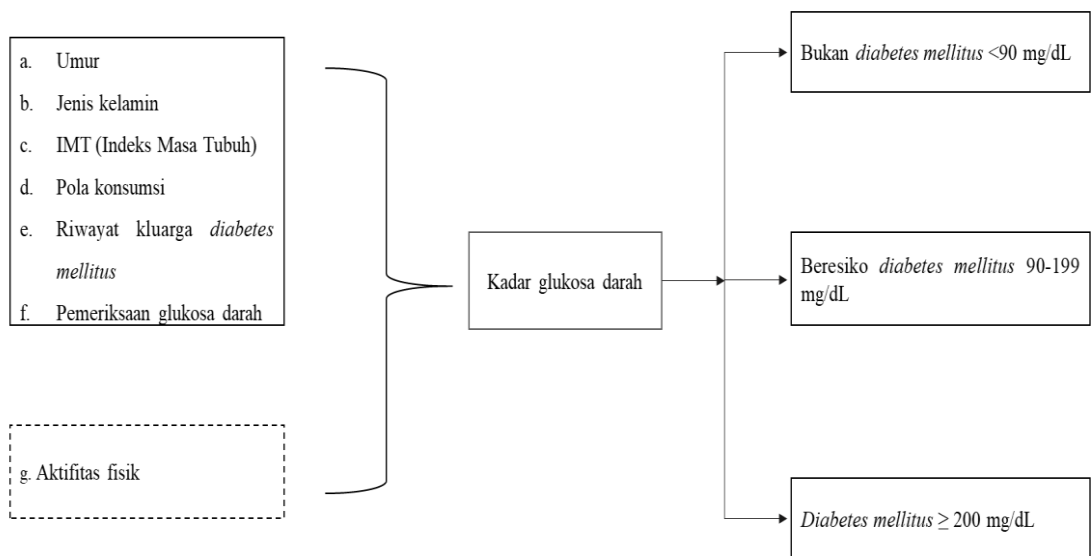 a. Umur
b. Jenis kelamin
c. IMT (Indeks Masa Tubuh)
d. Pola konsumsi
e. Riwayat kluarga diabetes
mellitus
f. Pemeriksaan glukosa darah
g. Aktifitas fisik
Kadar glukosa darah
Bukan diabetes mellitus <90 mg/dL
Beresiko diabetes mellitus 90-199
mg/dL
Diabetes mellitus ≥ 200 mg/dL